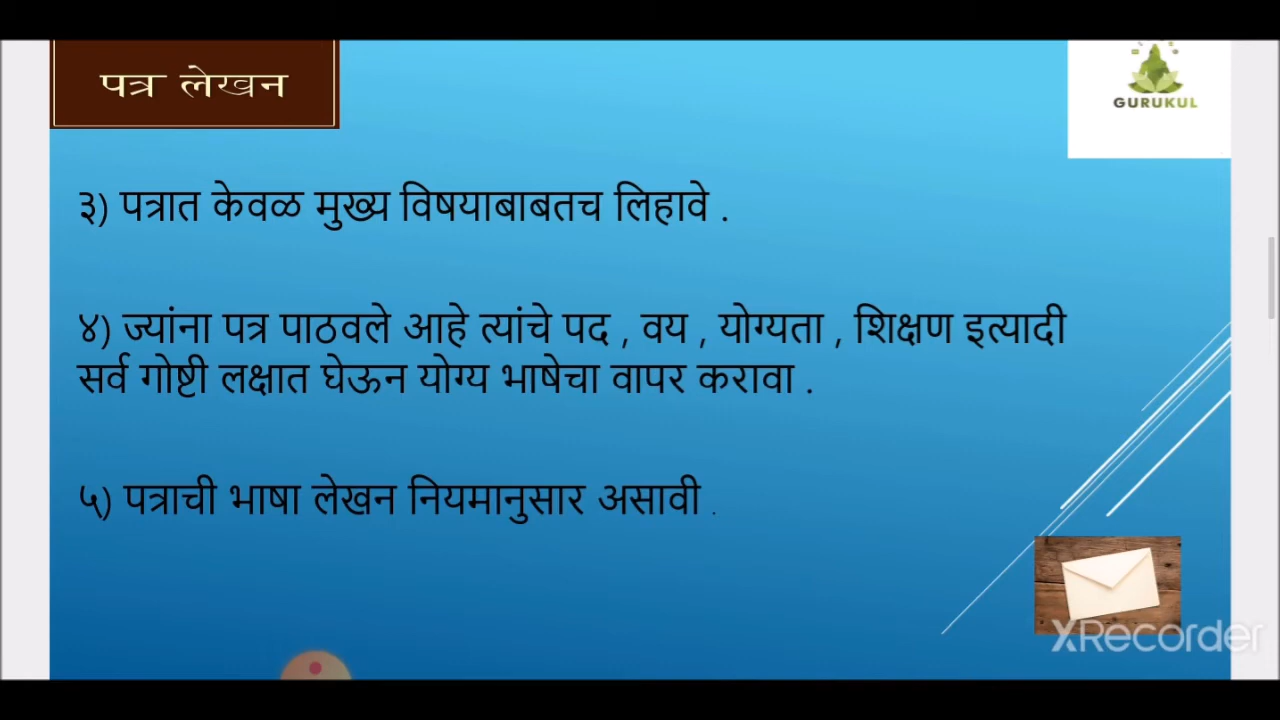 पत्र लेखन
GURUKUL
३) पत्रात केवळ मुख्य विषयाबाबतच लिहावे .
४) ज्यांना पत्र पाठवले आहे त्यांचे पद , वय , योग्यता , शिक्षण इत्यादी
सर्व गोष्टी लक्षात घेऊन योग्य भाषेचा वापर करावा .
५) पत्राची भाषा लेखन नियमानुसार असावी .
XRecorder